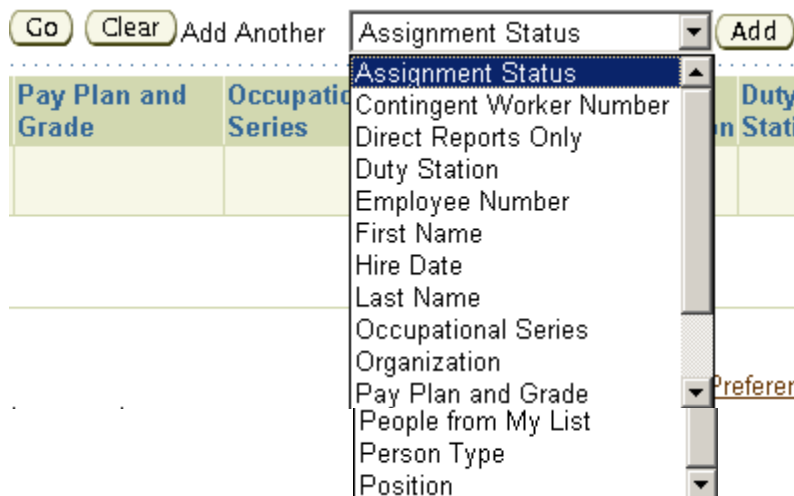 Go Clear Add Another Assignment Status Add
Pay Plan and Grade
Occupatio
Series
Duty
n Stati
Assignment Status
Contingent Worker Number
Direct Reports Only
Duty Station
Employee Number
First Name
Hire Date
Last Name
Occupational Series
Organization
Pay Plan and Grade
People from My List
Person Type
Position
Preferen